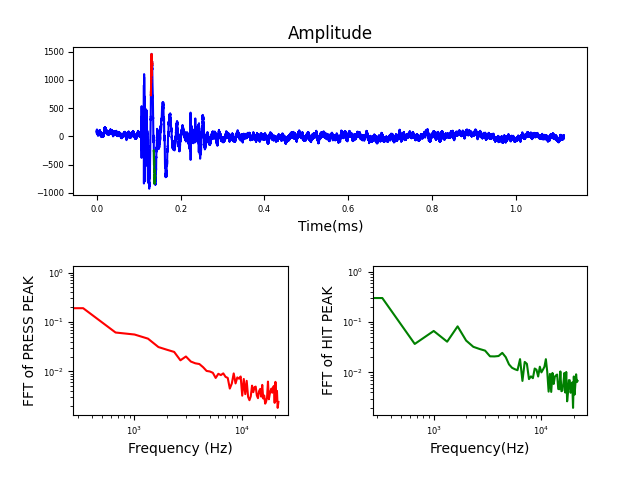 Amplitude
1500
1000
500
0
−500
−1000
0.0 0.2 0.4 0.6 0.8 1.0
Time(ms)
FFT of PRESS PEAK
10⁰
10⁻¹
10⁻²
10³ 10⁴
Frequency (Hz)
FFT of HIT PEAK
10⁰
10⁻¹
10⁻²
10³ 10⁴
Frequency(Hz)